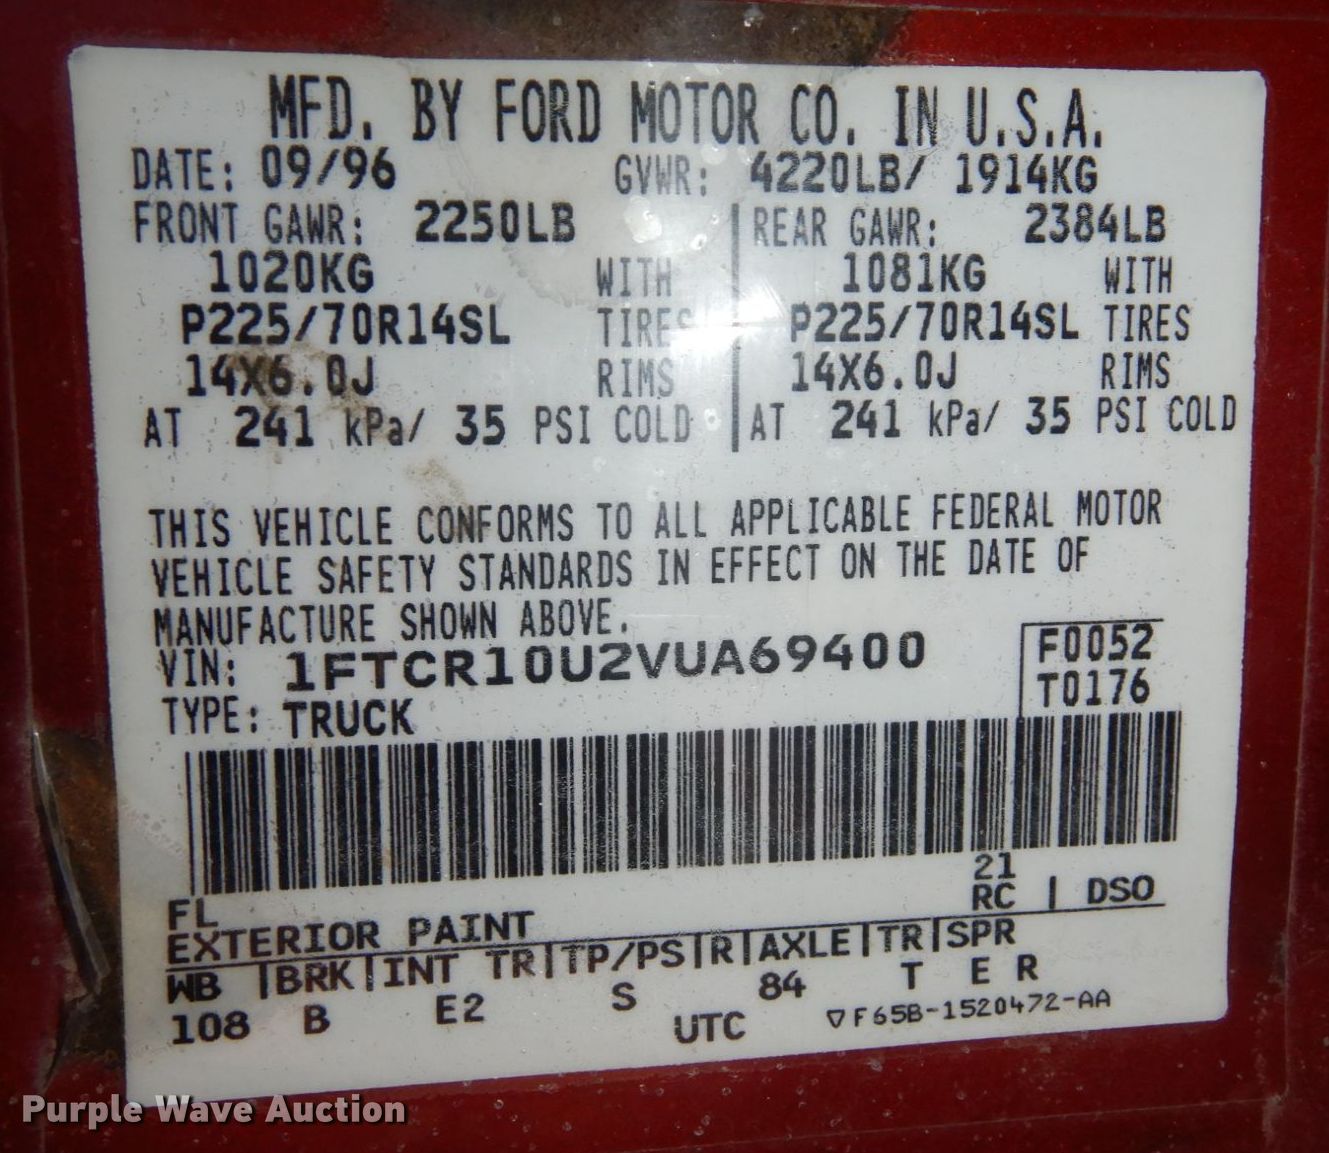 MFD. BY FORD MOTOR CO. IN U.S.A.
DATE: 09/96 GVWR: 4220LB/ 1914KG
FRONT GAWR: 2250LB REAR GAWR: 2384LB
1020KG WITH 1081KG WITH
P225/70R14SL TIRES P225/70R14SL TIRES
14X6.0J RIMS 14X6.0J RIMS
AT 241 kPa/ 35 PSI COLD AT 241 kPa/ 35 PSI COLD
THIS VEHICLE CONFORMS TO ALL APPLICABLE FEDERAL MOTOR
VEHICLE SAFETY STANDARDS IN EFFECT ON THE DATE OF
MANUFACTURE SHOWN ABOVE.
VIN: 1FTCR10U2VUA69400 F0052
TYPE: TRUCK T0176
FL 21
EXTERIOR PAINT RC | DSO
WB |BRK|INT TR|TP/PS|R|AXLE|TR|SPR
108 B E2 S 84 T E R
UTC ▽F65B-1520472-AA
Purple Wave Auction